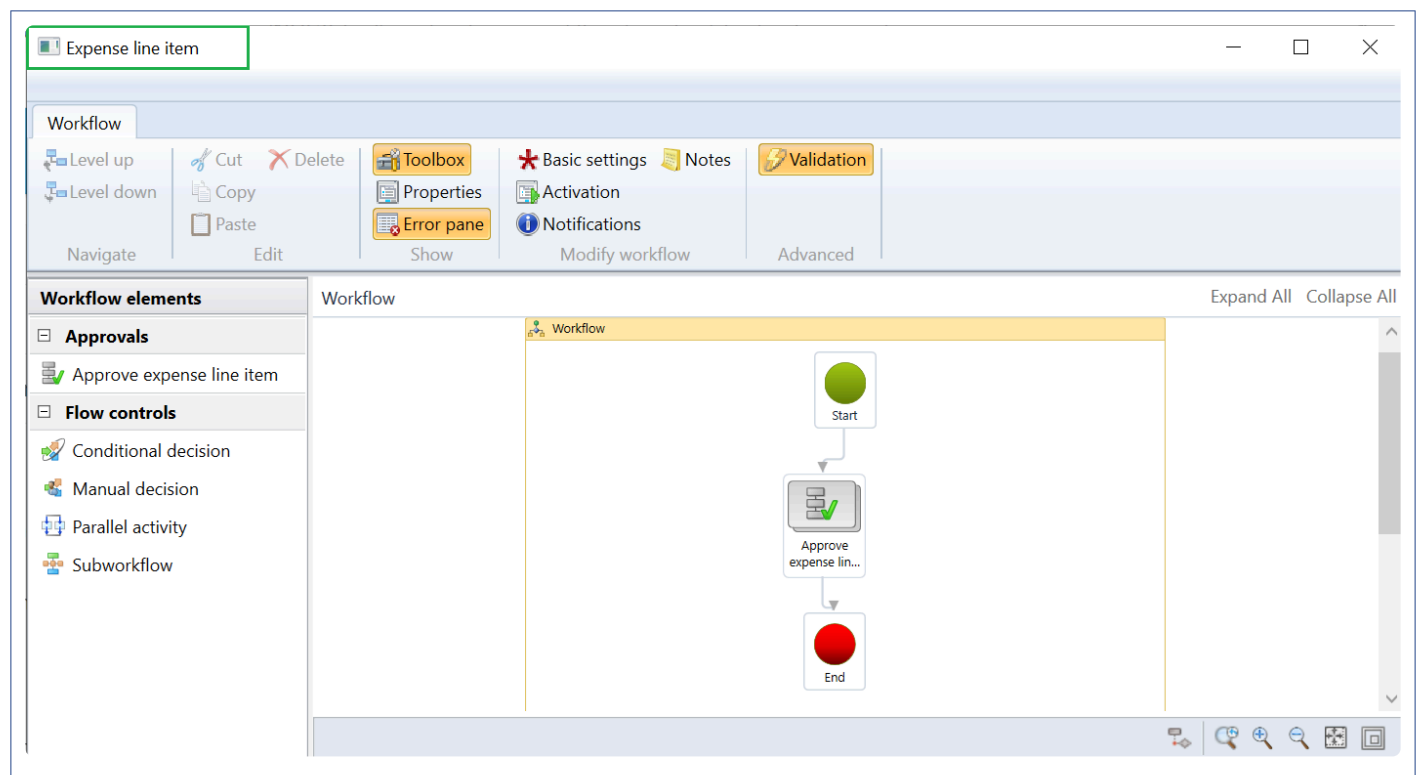 Expense line item
Workflow
Level up
Cut
Delete
Toolbox
Basic settings
Notes
Validation
Level down
Copy
Properties
Activation
Paste
Error pane
Notifications
Navigate
Edit
Show
Modify workflow
Advanced
Workflow elements
Workflow
Expand All
Collapse All
Approvals
Approve expense line item
Flow controls
Conditional decision
Manual decision
Parallel activity
Subworkflow
Workflow
Start
Approve
expense lin...
End